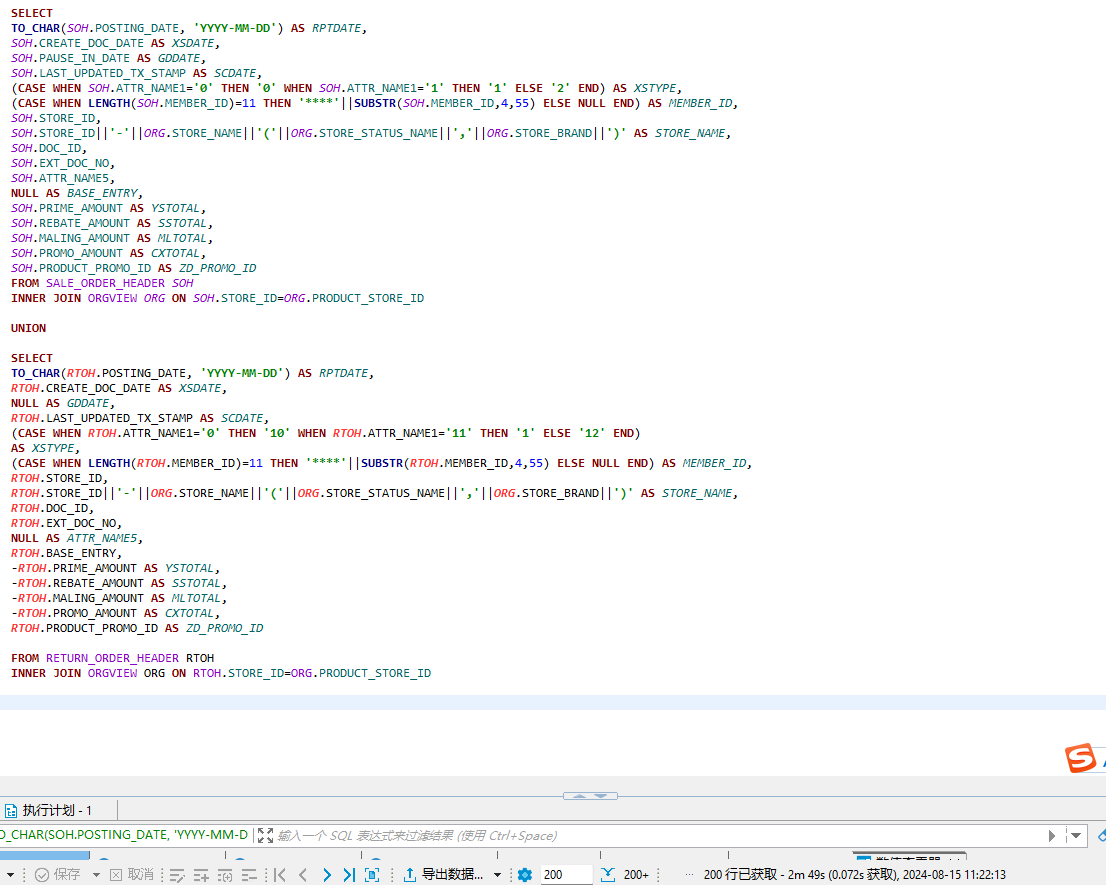 SELECT
TO_CHAR(SOH.POSTING_DATE, 'YYYY-MM-DD') AS RPTDATE,
SOH.CREATE_DOC_DATE AS XSDATE,
SOH.PAUSE_IN_DATE AS GDDATE,
SOH.LAST_UPDATED_TX_STAMP AS SCDATE,
(CASE WHEN SOH.ATTR_NAME1='0' THEN '0' WHEN SOH.ATTR_NAME1='1' THEN '1' ELSE '2' END) AS XSTYPE,
(CASE WHEN LENGTH(SOH.MEMBER_ID)=11 THEN '****'||SUBSTR(SOH.MEMBER_ID,4,55) ELSE NULL END) AS MEMBER_ID,
SOH.STORE_ID,
SOH.STORE_ID||'-'||ORG.STORE_NAME||'('||ORG.STORE_STATUS_NAME||','||ORG.STORE_BRAND||')' AS STORE_NAME,
SOH.DOC_ID,
SOH.EXT_DOC_NO,
SOH.ATTR_NAME5,
NULL AS BASE_ENTRY,
SOH.PRIME_AMOUNT AS YSTOTAL,
SOH.REBATE_AMOUNT AS SSTOTAL,
SOH.MALING_AMOUNT AS MLTOTAL,
SOH.PROMO_AMOUNT AS CXTOTAL,
SOH.PRODUCT_PROMO_ID AS ZD_PROMO_ID
FROM SALE_ORDER_HEADER SOH
INNER JOIN ORGVIEW ORG ON SOH.STORE_ID=ORG.PRODUCT_STORE_ID
UNION
SELECT
TO_CHAR(RTOH.POSTING_DATE, 'YYYY-MM-DD') AS RPTDATE,
RTOH.CREATE_DOC_DATE AS XSDATE,
NULL AS GDDATE,
RTOH.LAST_UPDATED_TX_STAMP AS SCDATE,
(CASE WHEN RTOH.ATTR_NAME1='0' THEN '10' WHEN RTOH.ATTR_NAME1='11' THEN '1' ELSE '12' END)
AS XSTYPE,
(CASE WHEN LENGTH(RTOH.MEMBER_ID)=11 THEN '****'||SUBSTR(RTOH.MEMBER_ID,4,55) ELSE NULL END) AS MEMBER_ID,
RTOH.STORE_ID,
RTOH.STORE_ID||'-'||ORG.STORE_NAME||'('||ORG.STORE_STATUS_NAME||','||ORG.STORE_BRAND||')' AS STORE_NAME,
RTOH.DOC_ID,
RTOH.EXT_DOC_NO,
NULL AS ATTR_NAME5,
RTOH.BASE_ENTRY,
-RTOH.PRIME_AMOUNT AS YSTOTAL,
-RTOH.REBATE_AMOUNT AS SSTOTAL,
-RTOH.MALING_AMOUNT AS MLTOTAL,
-RTOH.PROMO_AMOUNT AS CXTOTAL,
RTOH.PRODUCT_PROMO_ID AS ZD_PROMO_ID
FROM RETURN_ORDER_HEADER RTOH
INNER JOIN ORGVIEW ORG ON RTOH.STORE_ID=ORG.PRODUCT_STORE_ID
执行计划 - 1
O_CHAR(SOH.POSTING_DATE, 'YYYY-MM-D 输入一个 SQL 表达式来过滤结果 (使用 Ctrl+Space)
保存 取消 导出数据... 200 200+ ... 200 行已获取 - 2m 49s (0.072s 获取), 2024-08-15 11:22:13